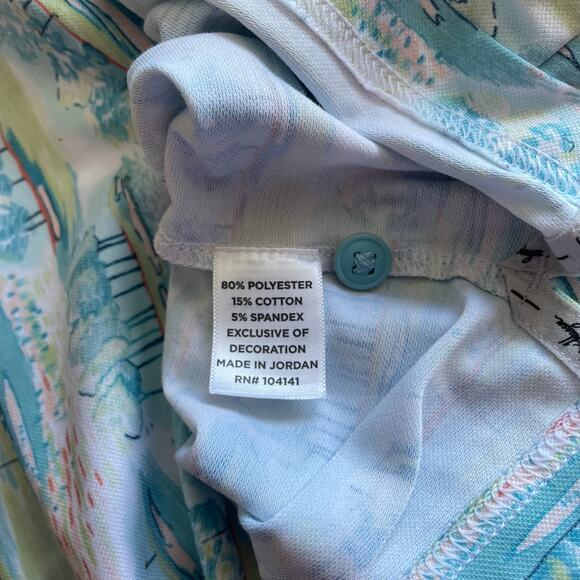 80% POLYESTER
15% COTTON
5% SPANDEX
EXCLUSIVE OF
DECORATION
MADE IN JORDAN
RN# 104141